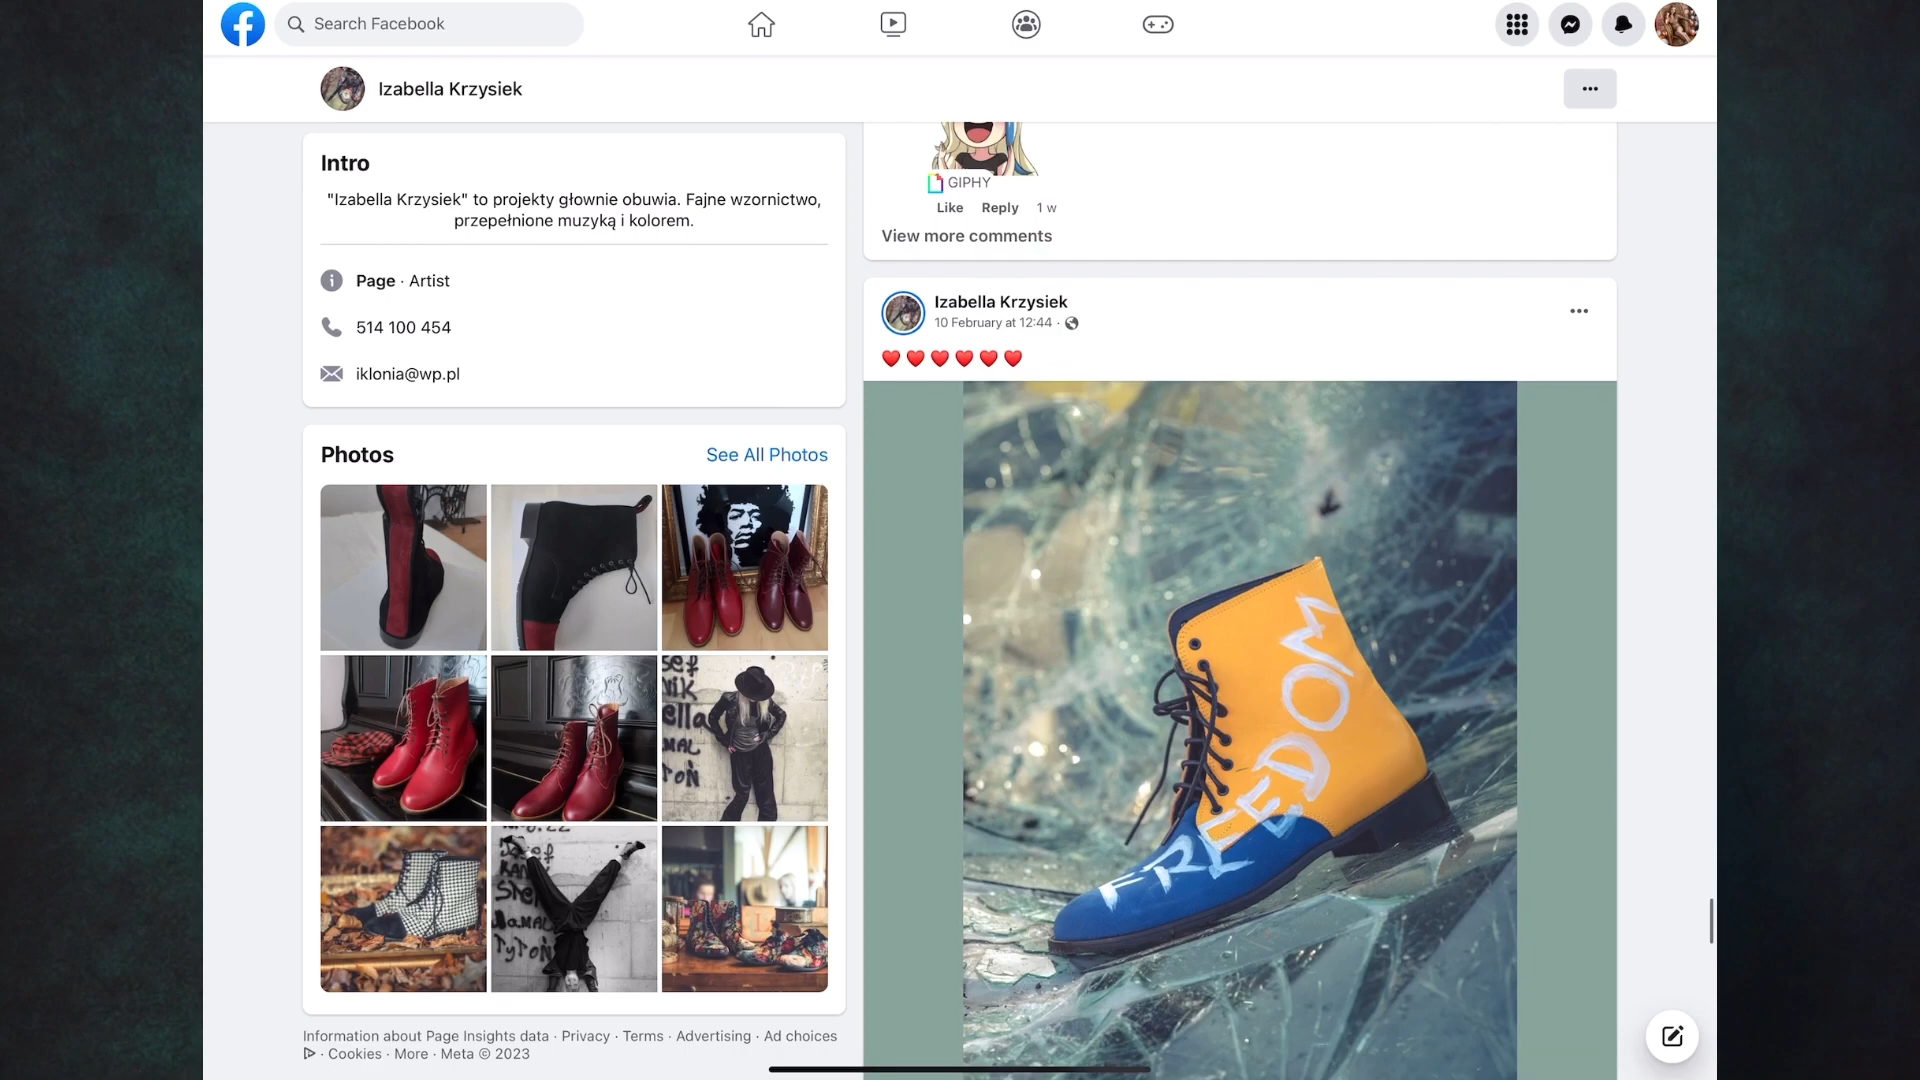 Search Facebook
Izabella Krzysiek
Intro
"Izabella Krzysiek" to projekty głownie obuwia. Fajne wzornictwo,
przepełnione muzyką i kolorem.
Page · Artist
514 100 454
iklonia@wp.pl
Photos
See All Photos
ella
Information about Page Insights data · Privacy · Terms · Advertising · Ad choices
· Cookies · More · Meta © 2023
GIPHY
Like Reply 1 w
View more comments
Izabella Krzysiek
10 February at 12:44 ·
FREEDOM